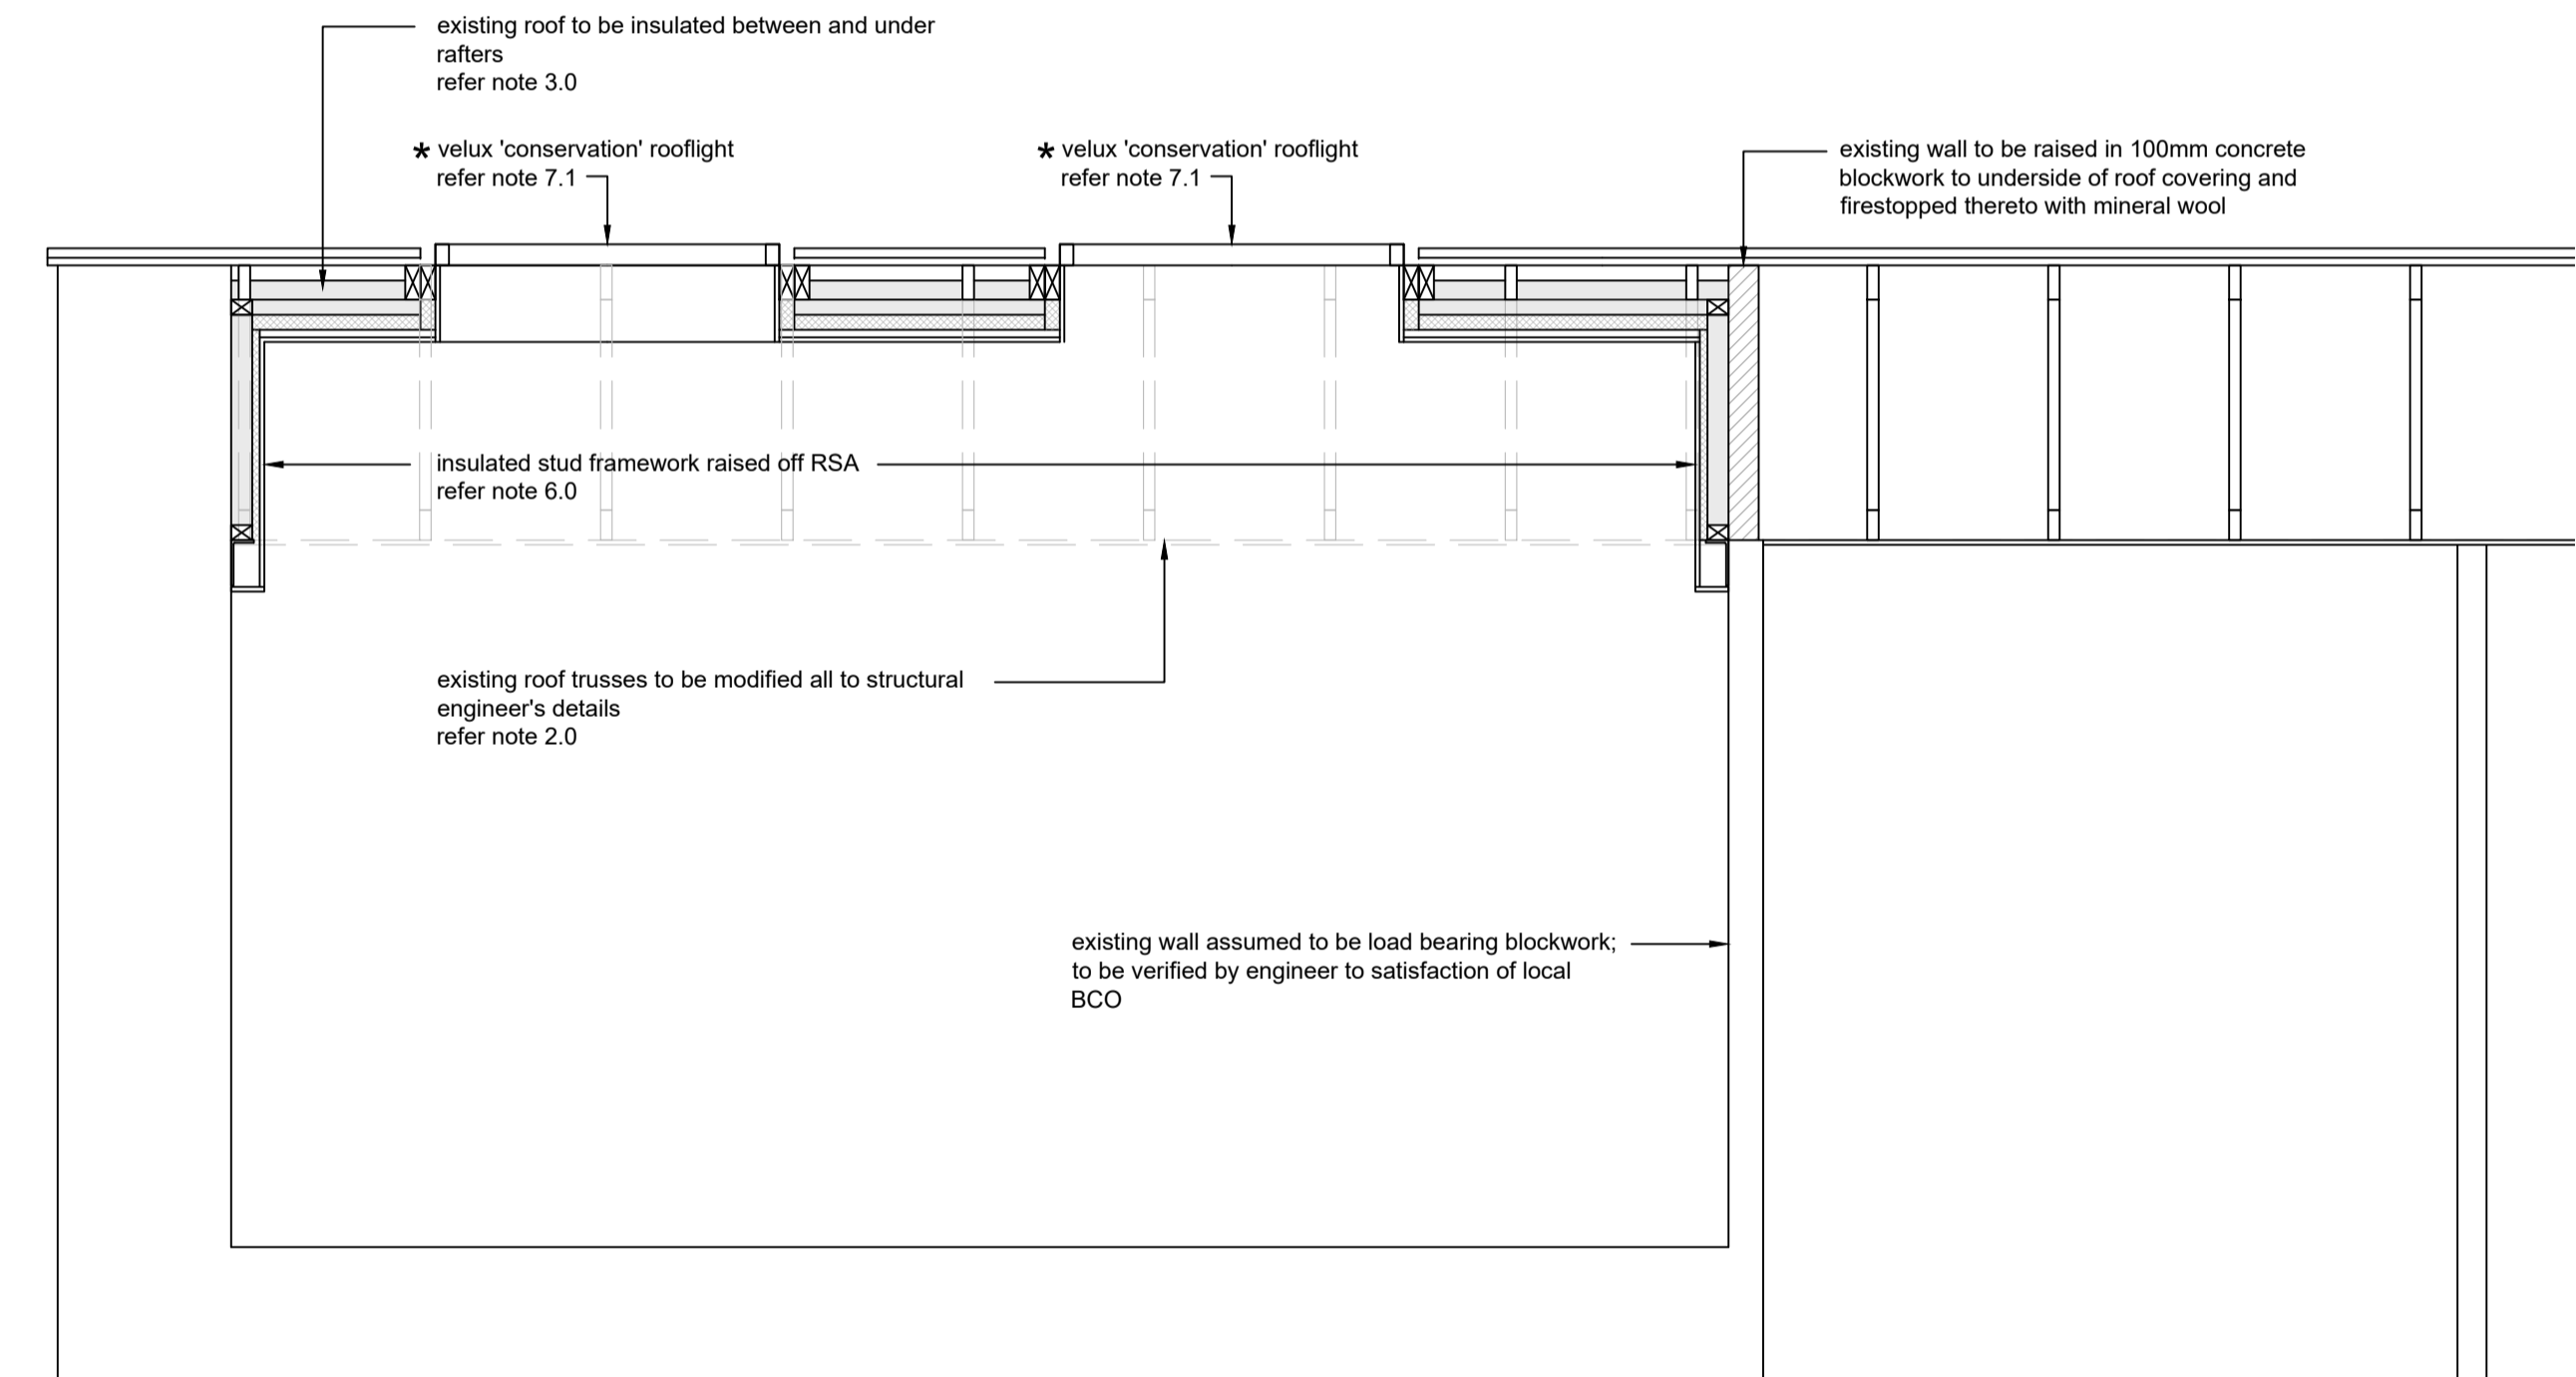 existing roof to be insulated between and under
rafters
refer note 3.0
* velux 'conservation' rooflight
refer note 7.1
* velux 'conservation' rooflight
refer note 7.1
existing wall to be raised in 100mm concrete
blockwork to underside of roof covering and
firestopped thereto with mineral wool
insulated stud framework raised off RSA
refer note 6.0
existing roof trusses to be modified all to structural
engineer's details
refer note 2.0
existing wall assumed to be load bearing blockwork;
to be verified by engineer to satisfaction of local
BCO